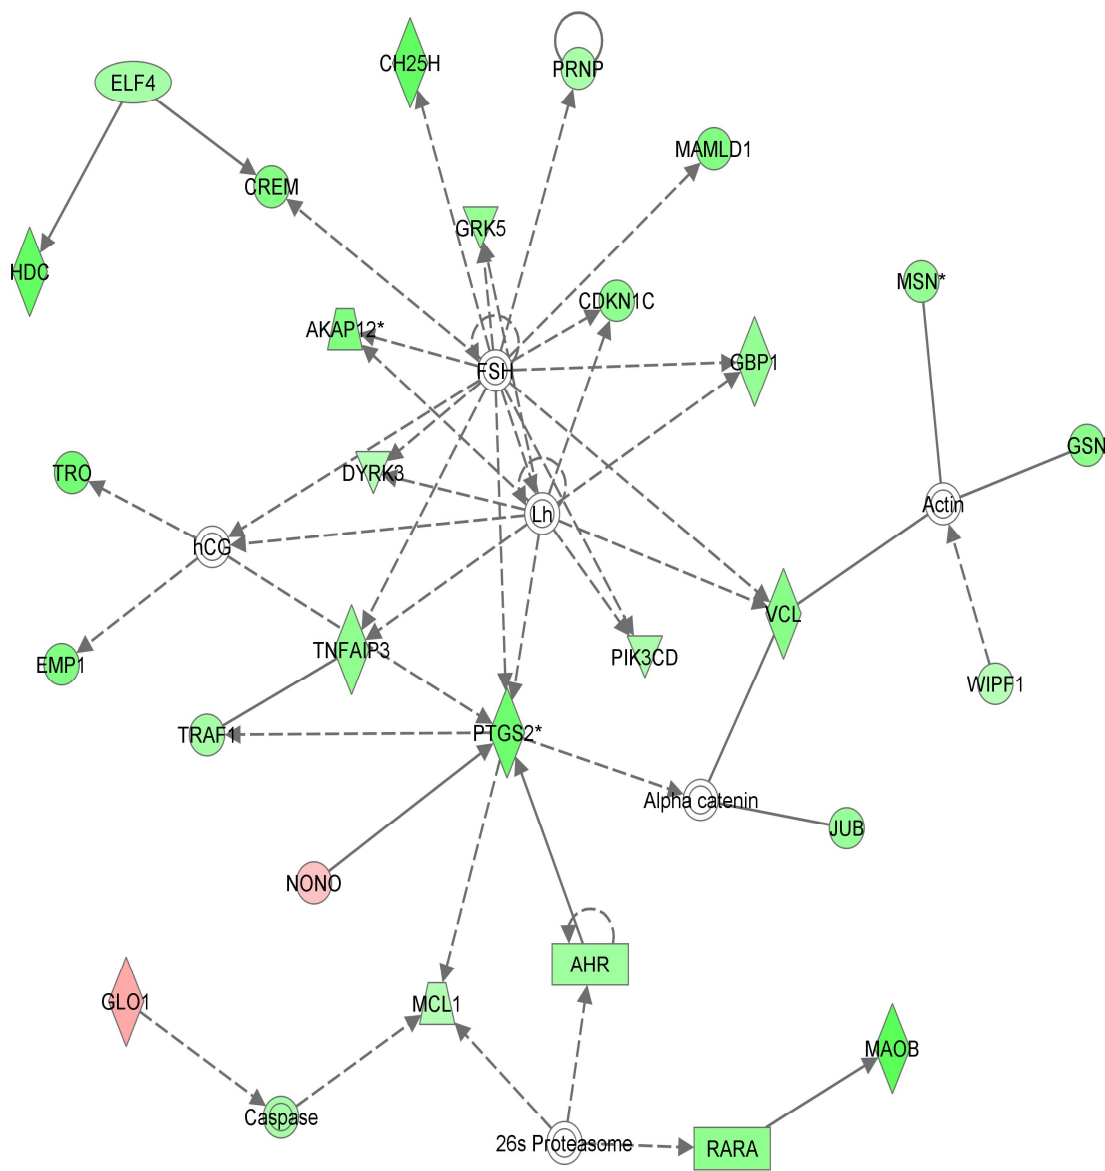 CH25H
PRNP
ELF4
MAMLD1
CREM
GRK5
HDC
MSN*
CDKN1C
AKAP12*
GBP1
FSH
GSN
TRO
DYRK3
Actin
Lh
hCG
VCL
TNFAIP3
PIK3CD
EMP1
WIPF1
TRAF1
PTGS2*
Alpha catenin
JUB
NONO
AHR
GLO1
MCL1
MAOB
Caspase
26s Proteasome
RARA